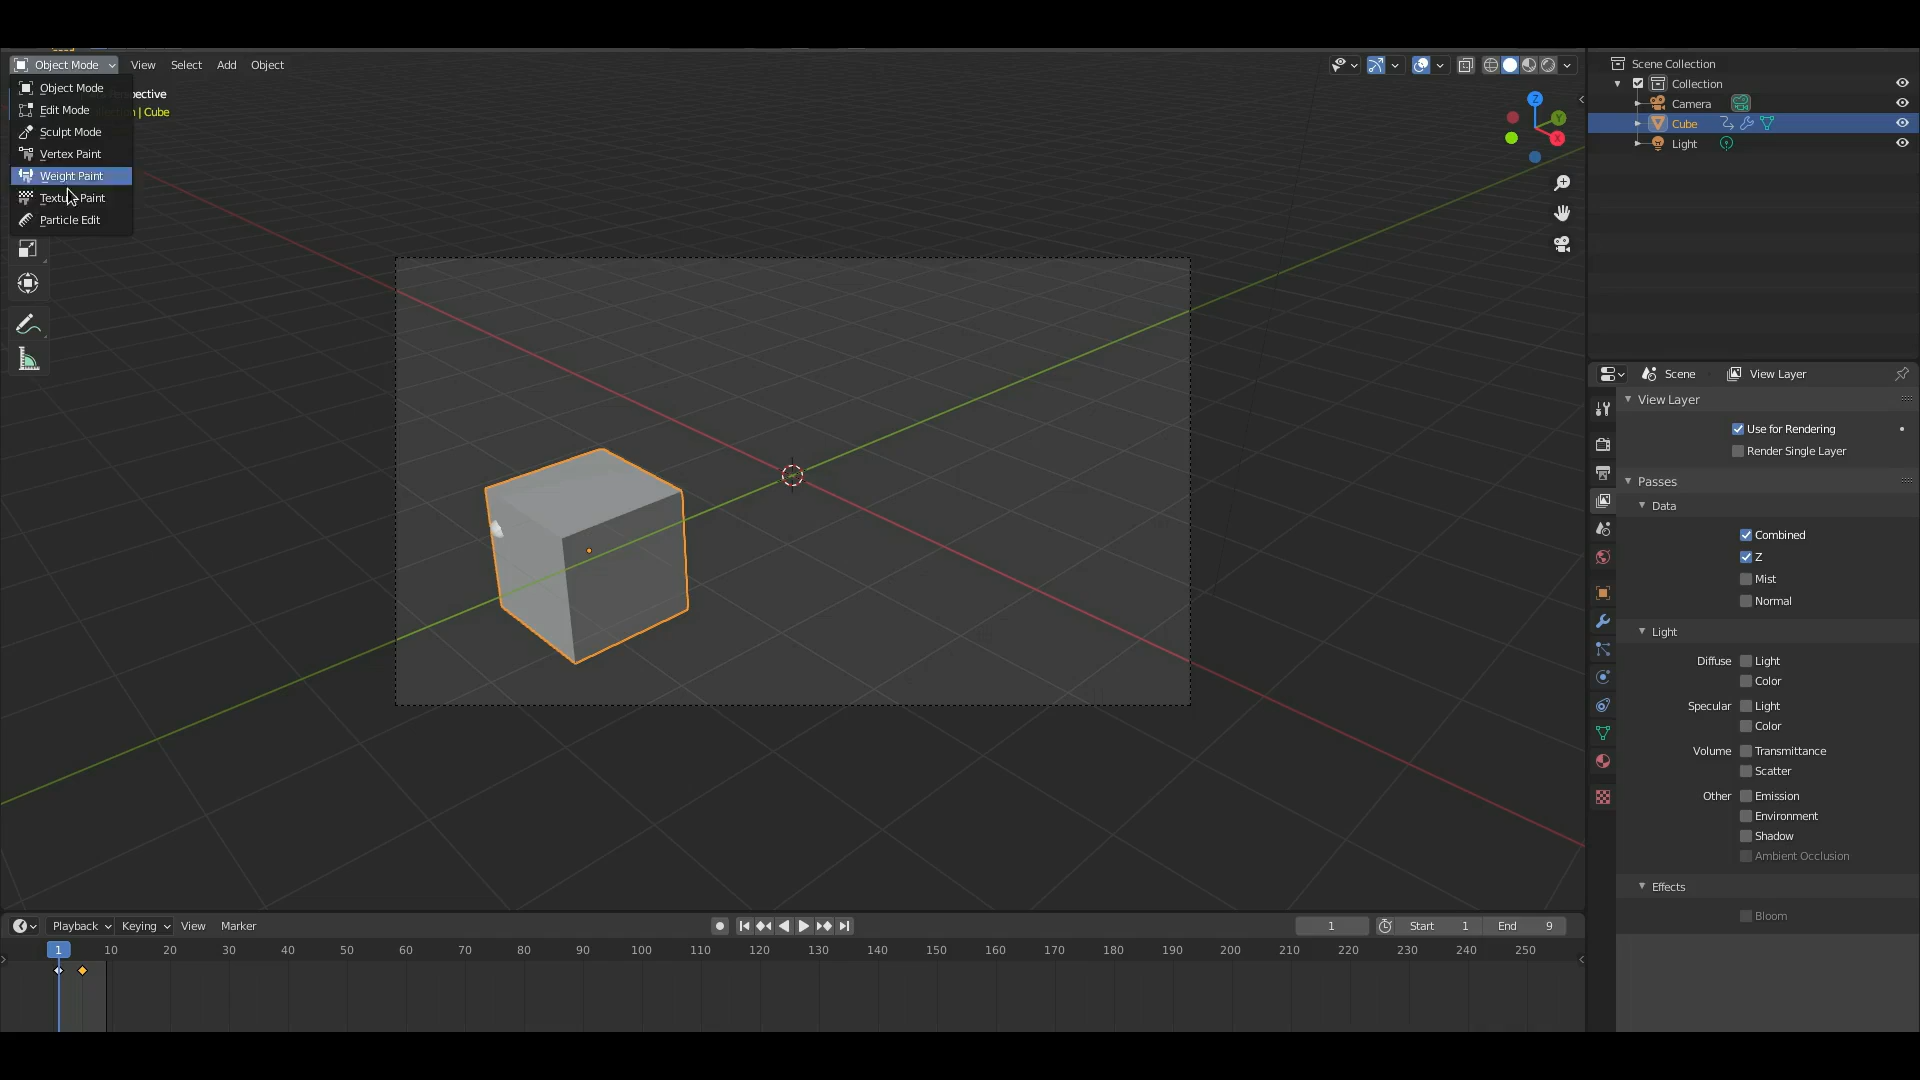 Object Mode View Select Add Object
Object Mode
Edit Mode
Sculpt Mode
Vertex Paint
Weight Paint
Particle Edit
| Cube
Z
Y
X
Scene Collection
Collection
Camera
Cube
Light
Scene View Layer
View Layer
Use for Rendering
Render Single Layer
Passes
Data
Combined
Z
Mist
Normal
Light
Diffuse Light
Color
Specular Light
Color
Volume Transmittance
Scatter
Other Emission
Environment
Shadow
Ambient Occlusion
Effects
Bloom
Playback Keying View Marker 1 Start 1 End 9
1 10 20 30 40 50 60 70 80 90 100 110 120 130 140 150 160 170 180 190 200 210 220 230 240 250